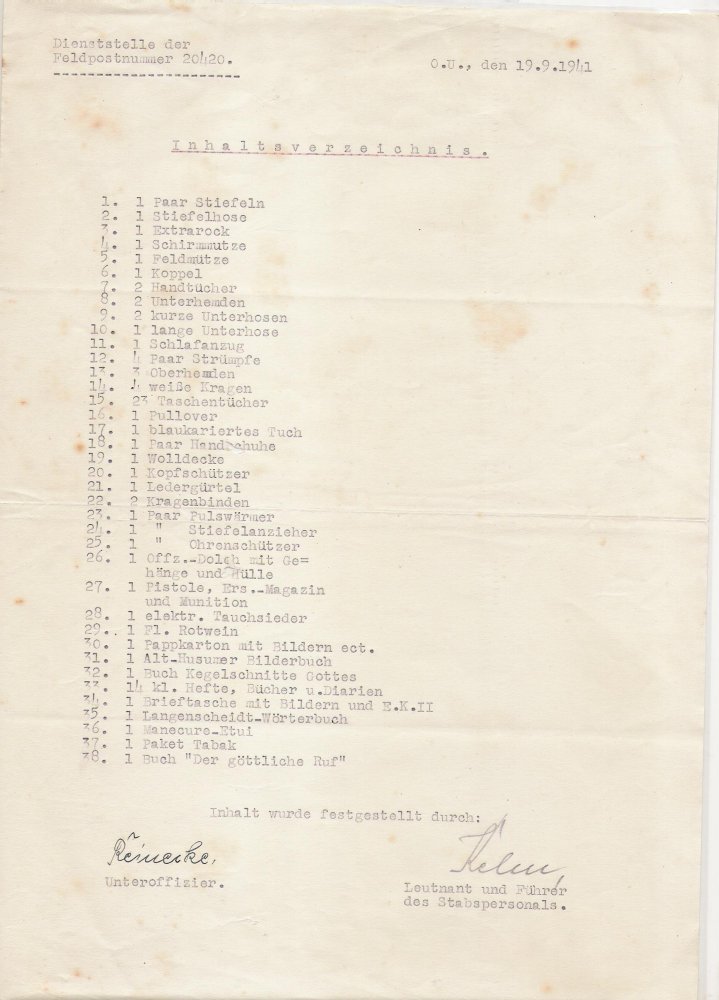 Dienststelle der
Feldpostnummer 20420.
O.U., den 19.9.1941
Inhaltsverzeichnis.
1. 1 Paar Stiefeln
2. 1 Stiefelhose
3. 1 Extrarock
4. 1 Schirmmutze
5. 1 Feldmütze
6. 1 Koppel
7. 2 Handtücher
8. 2 Unterhemden
9. 2 kurze Unterhosen
10. 1 lange Unterhose
11. 1 Schlafanzug
12. 4 Paar Strümpfe
13. 3 Oberhemden
14. 4 weiße Kragen
15. 23 Taschentücher
16. 1 Pullover
17. 1 blaukariertes Tuch
18. 1 Paar Handschuhe
19. 1 Wolldecke
20. 1 Kopfschützer
21. 1 Ledergürtel
22. 2 Kragenbinden
23. 1 Paar Pulswärmer
24. 1 " Stiefelanzieher
25. 1 " Ohrenschützer
26. 1 Offz.-Dolch mit Ge=
hänge und Hülle
27. 1 Pistole, Ers.-Magazin
und Munition
28. 1 elektr. Tauchsieder
29.. 1 Fl. Rotwein
30. 1 Pappkarton mit Bildern ect.
31. 1 Alt-Husumer Bilderbuch
32. 1 Buch Kegelschnitte Gottes
33. 14 kl. Hefte, Bücher u.Diarien
34. 1 Brieftasche mit Bildern und E.K.II
35. 1 Langenscheidt-Wörterbuch
36. 1 Manecure-Etui
37. 1 Paket Tabak
38. 1 Buch "Der göttliche Ruf"
Inhalt wurde festgestellt durch:
Reinecke.
Unteroffizier.
Leutnant und Führer
des Stabspersonals.